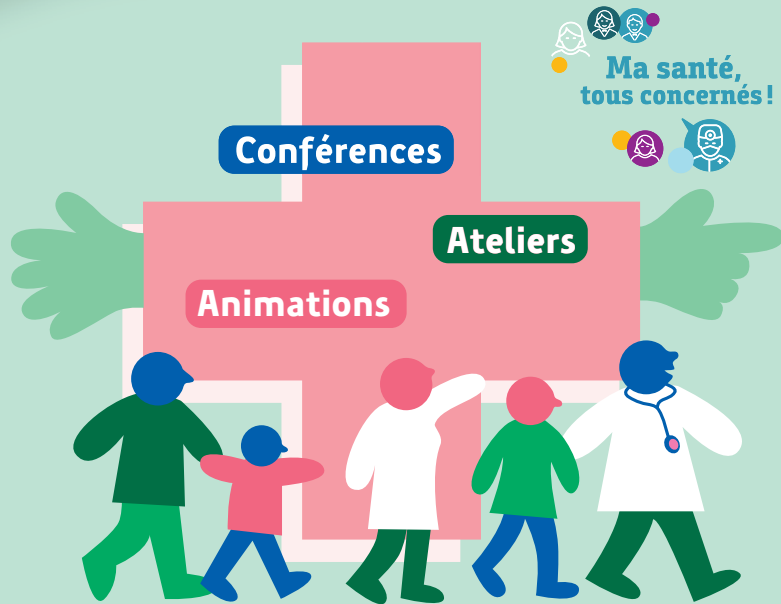 Ma santé,
tous concernés !
Conférences
Ateliers
Animations